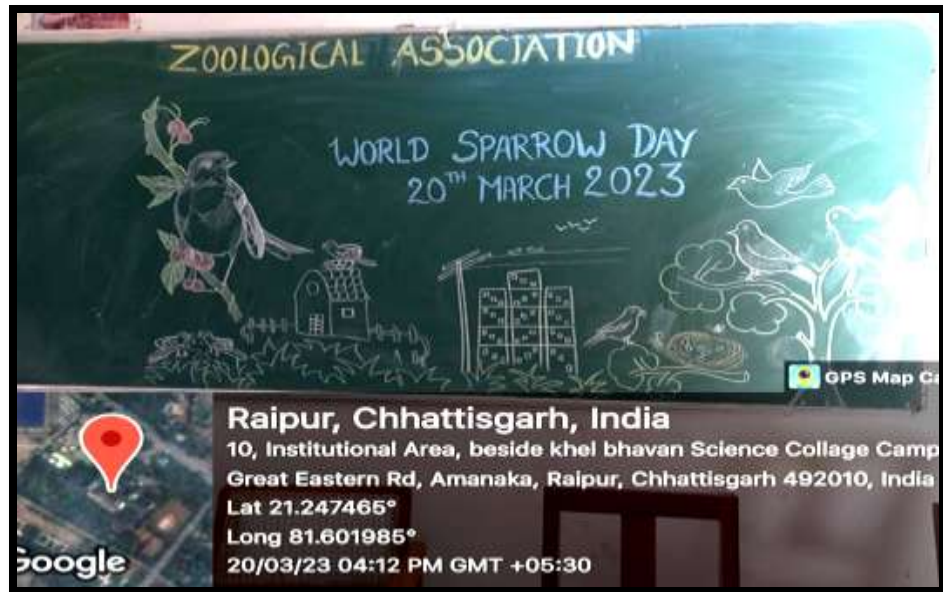 ZOOLOGICAL ASSOCIATION
WORLD SPARROW DAY
20TH MARCH 2023
GPS Map Ca
Raipur, Chhattisgarh, India
10, Institutional Area, beside khel bhavan Science Collage Camp
Great Eastern Rd, Amanaka, Raipur, Chhattisgarh 492010, India
Lat 21.247465°
Long 81.601985°
20/03/23 04:12 PM GMT +05:30
Google